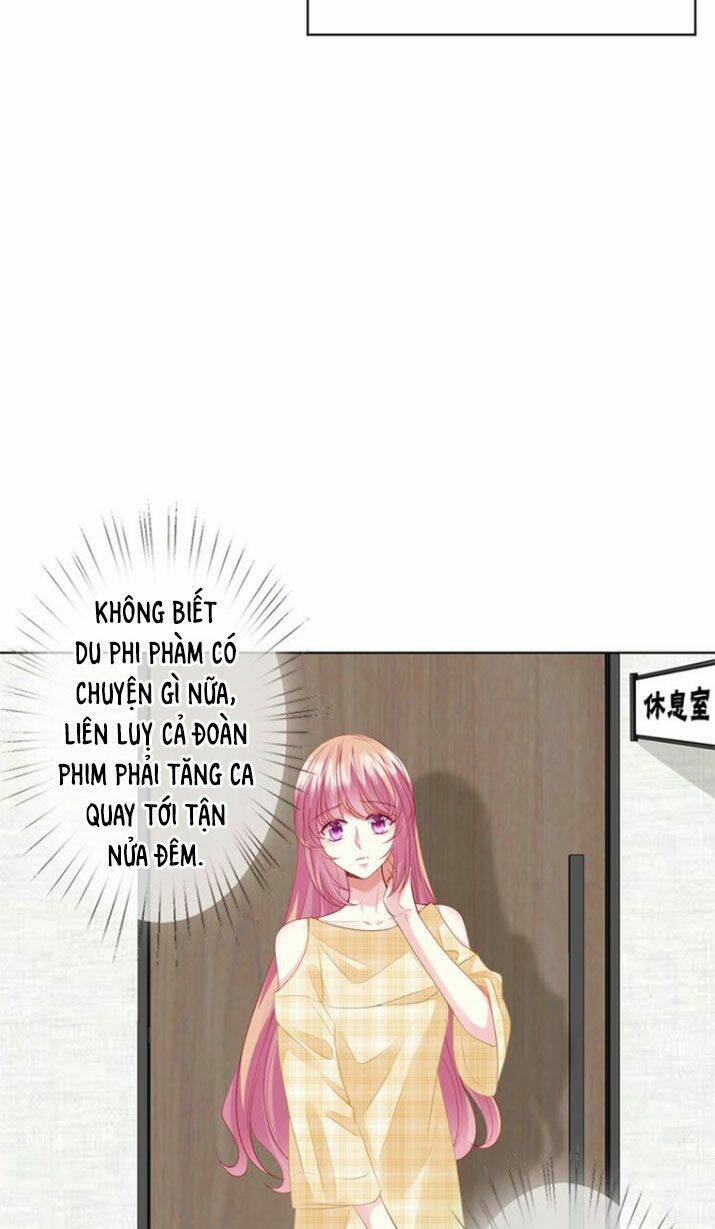 KHÔNG BIẾT
DU PHI PHÀM CÓ
CHUYỆN GÌ NỮA,
LIÊN LUỴ CẢ ĐOÀN
PHIM PHẢI TĂNG CA
QUAY TỚI TẬN
NỬA ĐÊM.
休息室